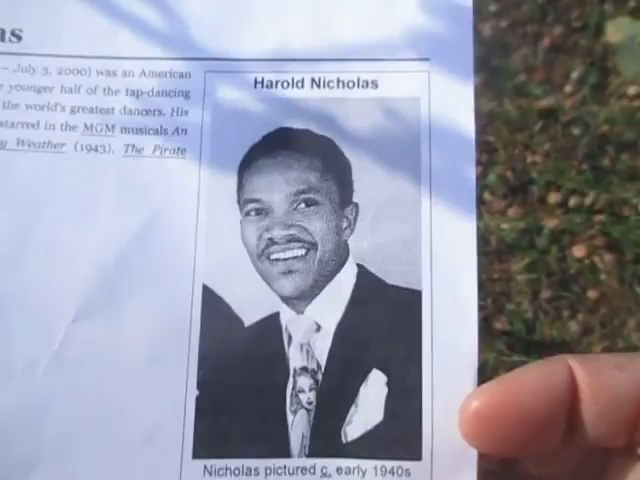 as
– July 3, 2000) was an American
younger half of the tap-dancing
the world's greatest dancers. His
starred in the MGM musicals An
y Weather (1943), The Pirate
Harold Nicholas
Nicholas pictured c. early 1940s